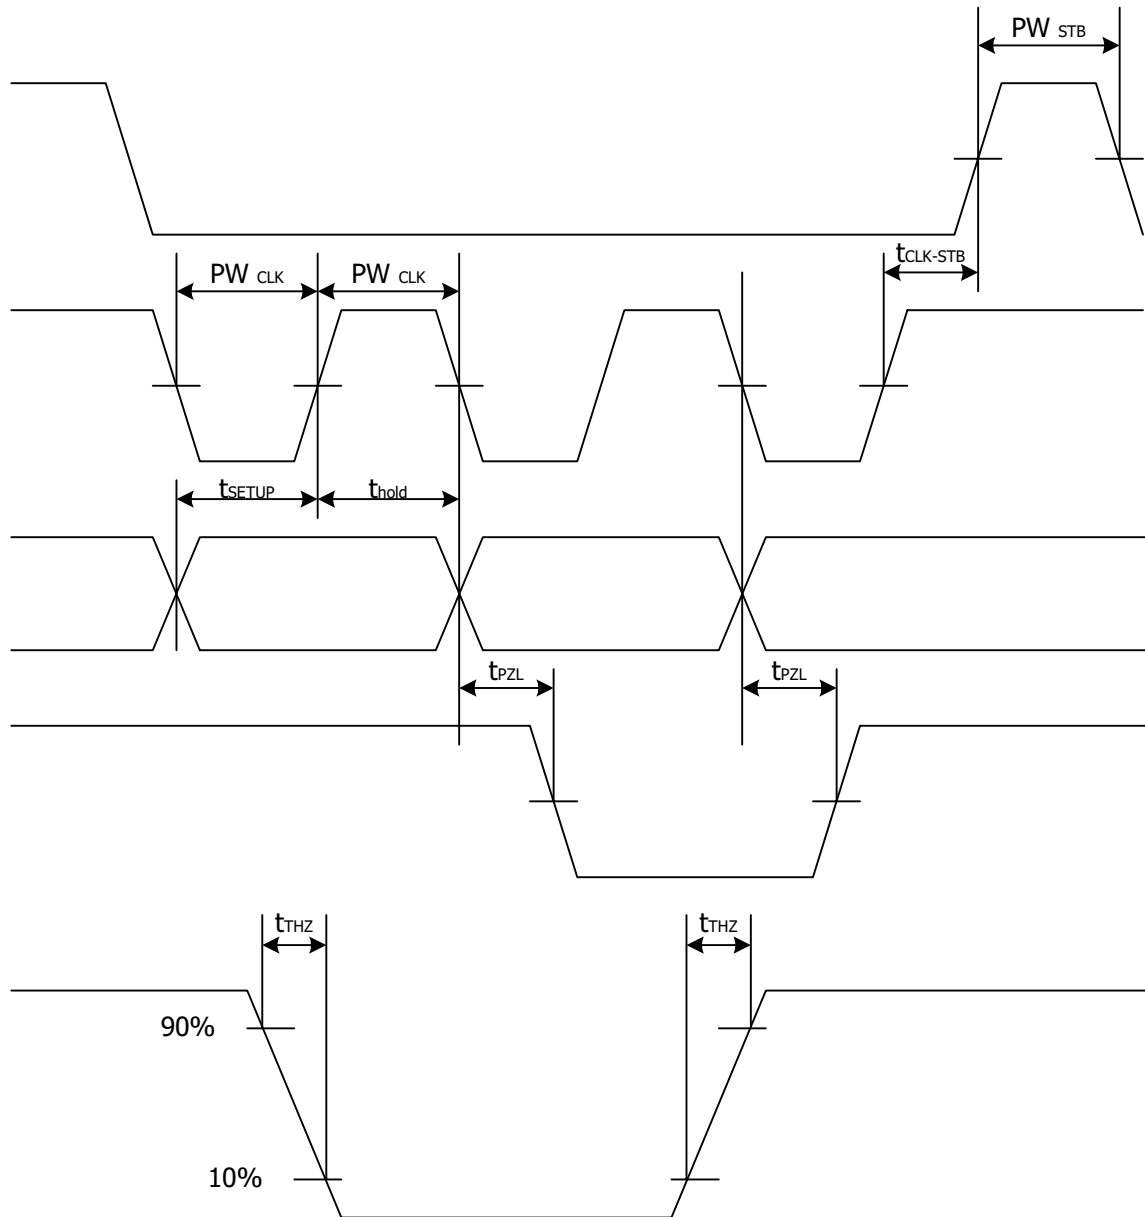 PW STB
tCLK-STB
PW CLK
PW CLK
tSETUP
thold
tPZL
tPZL
tTHZ
tTHZ
90%
10%